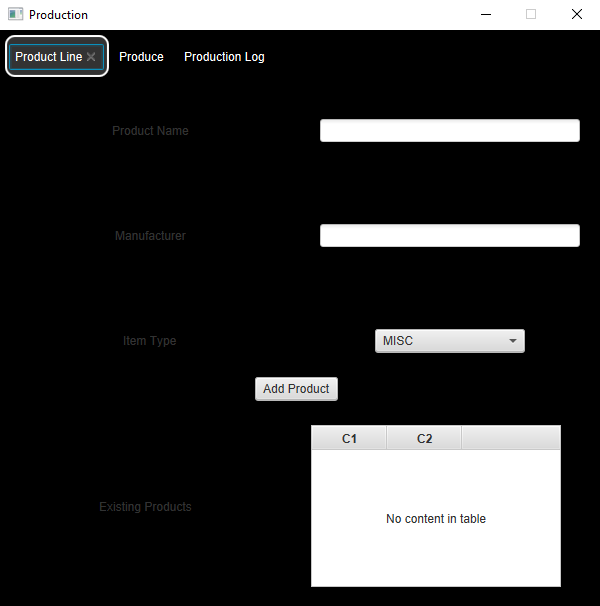 Production
Product Line Produce Production Log
Product Name
Manufacturer
Item Type MISC
Add Product
C1 C2
Existing Products No content in table